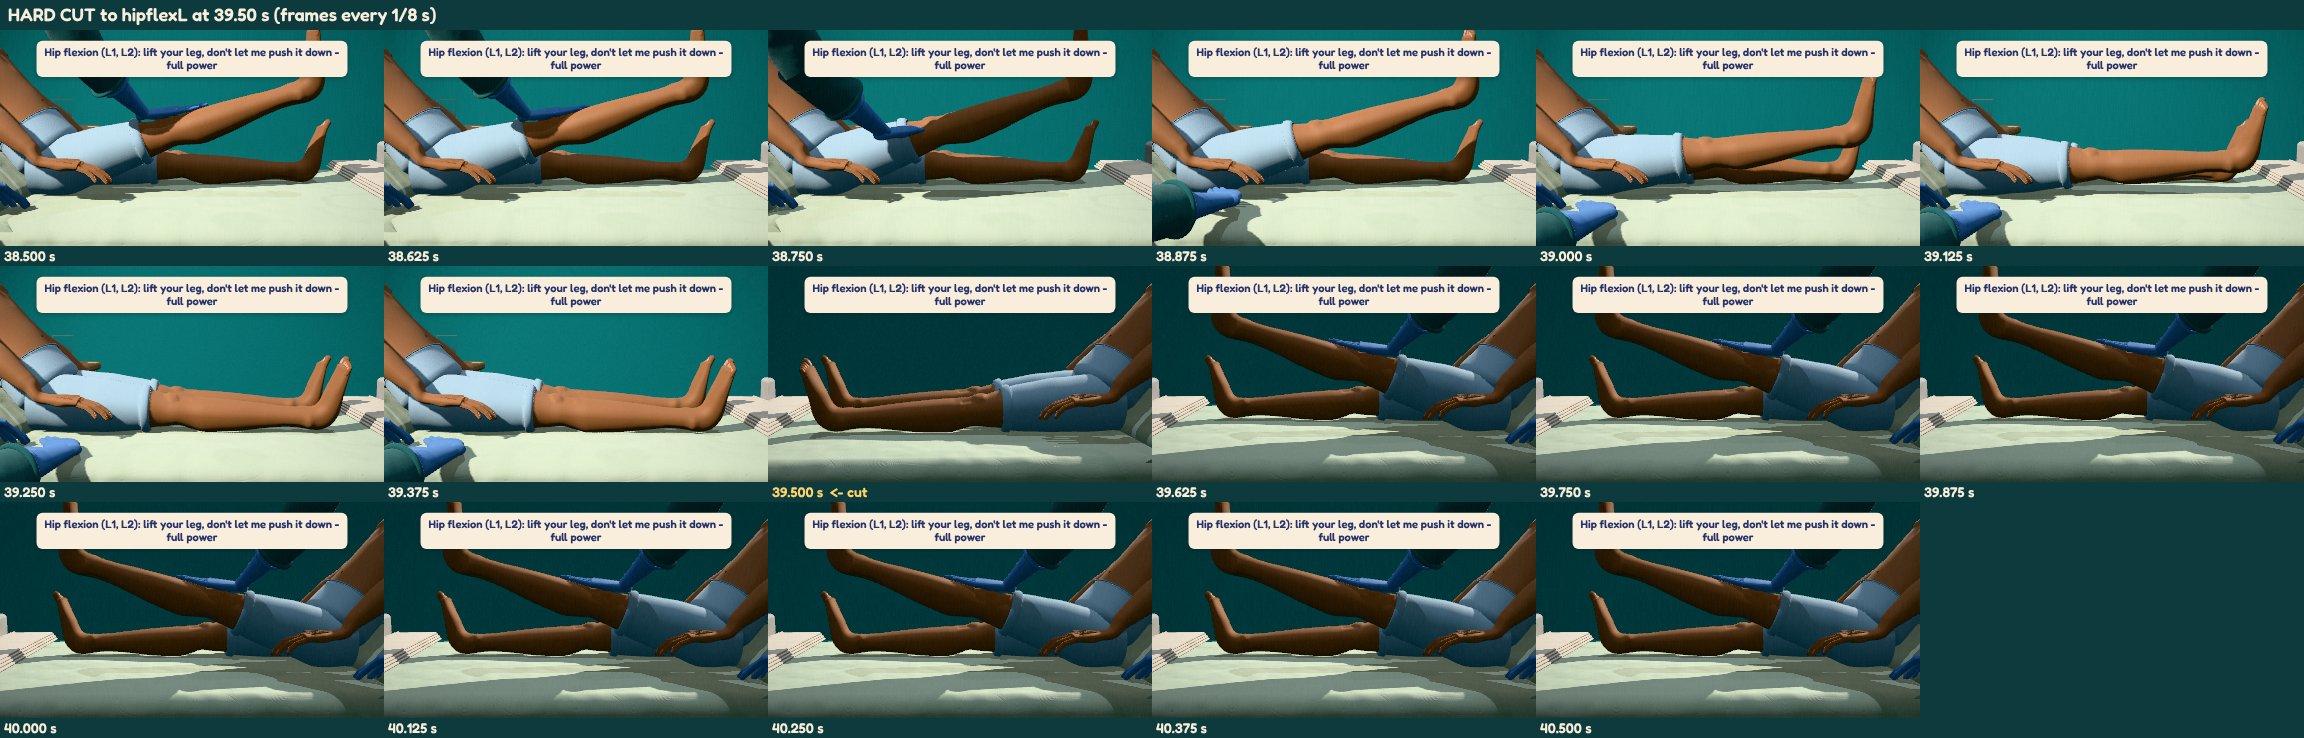 HARD CUT to hipflexL at 39.50 s (frames every 1/8 s)
Hip flexion (L1, L2): lift your leg, don't let me push it down -
full power
Hip flexion (L1, L2): lift your leg, don't let me push it down -
full power
Hip flexion (L1, L2): lift your leg, don't let me push it down -
full power
Hip flexion (L1, L2): lift your leg, don't let me push it down -
full power
Hip flexion (L1, L2): lift your leg, don't let me push it down -
full power
Hip flexion (L1, L2): lift your leg, don't let me push it down -
full power
38.500 s
38.625 s
38.750 s
38.875 s
39.000 s
39.125 s
Hip flexion (L1, L2): lift your leg, don't let me push it down -
full power
Hip flexion (L1, L2): lift your leg, don't let me push it down -
full power
Hip flexion (L1, L2): lift your leg, don't let me push it down -
full power
Hip flexion (L1, L2): lift your leg, don't let me push it down -
full power
Hip flexion (L1, L2): lift your leg, don't let me push it down -
full power
Hip flexion (L1, L2): lift your leg, don't let me push it down -
full power
39.250 s
39.375 s
39.500 s <- cut
39.625 s
39.750 s
39.875 s
Hip flexion (L1, L2): lift your leg, don't let me push it down -
full power
Hip flexion (L1, L2): lift your leg, don't let me push it down -
full power
Hip flexion (L1, L2): lift your leg, don't let me push it down -
full power
Hip flexion (L1, L2): lift your leg, don't let me push it down -
full power
Hip flexion (L1, L2): lift your leg, don't let me push it down -
full power
40.000 s
40.125 s
40.250 s
40.375 s
40.500 s